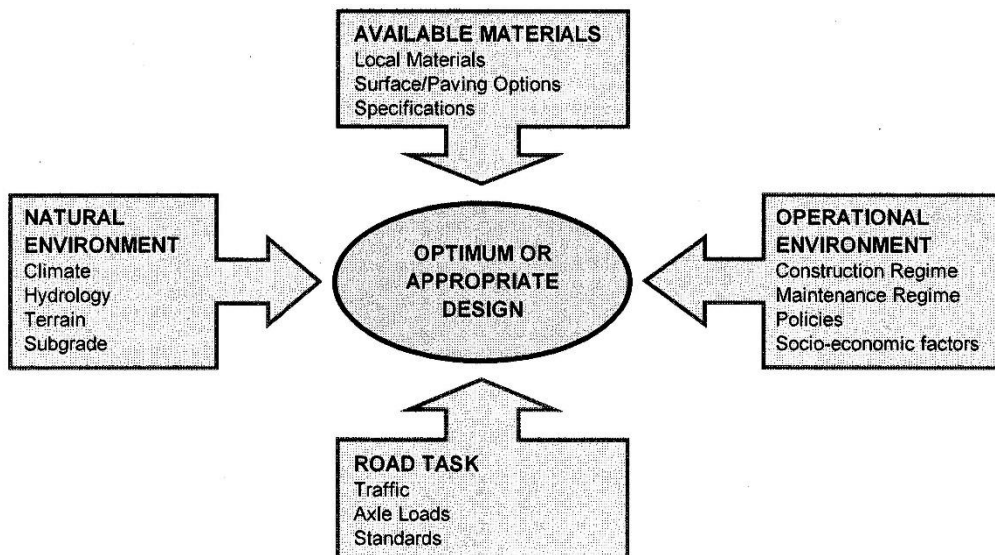 AVAILABLE MATERIALS
Local Materials
Surface/Paving Options
Specifications
NATURAL
ENVIRONMENT
Climate
Hydrology
Terrain
Subgrade
OPTIMUM OR
APPROPRIATE
DESIGN
OPERATIONAL
ENVIRONMENT
Construction Regime
Maintenance Regime
Policies
Socio-economic factors
ROAD TASK
Traffic
Axle Loads
Standards